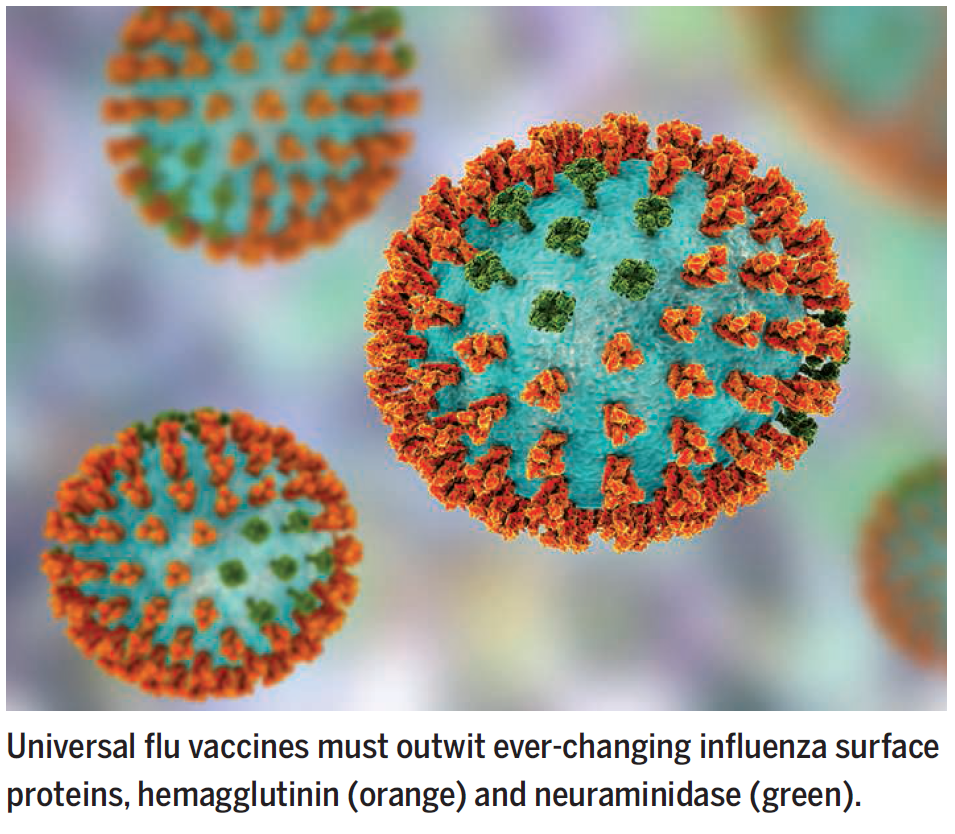 Universal flu vaccines must outwit ever-changing influenza surface
proteins, hemagglutinin (orange) and neuraminidase (green).